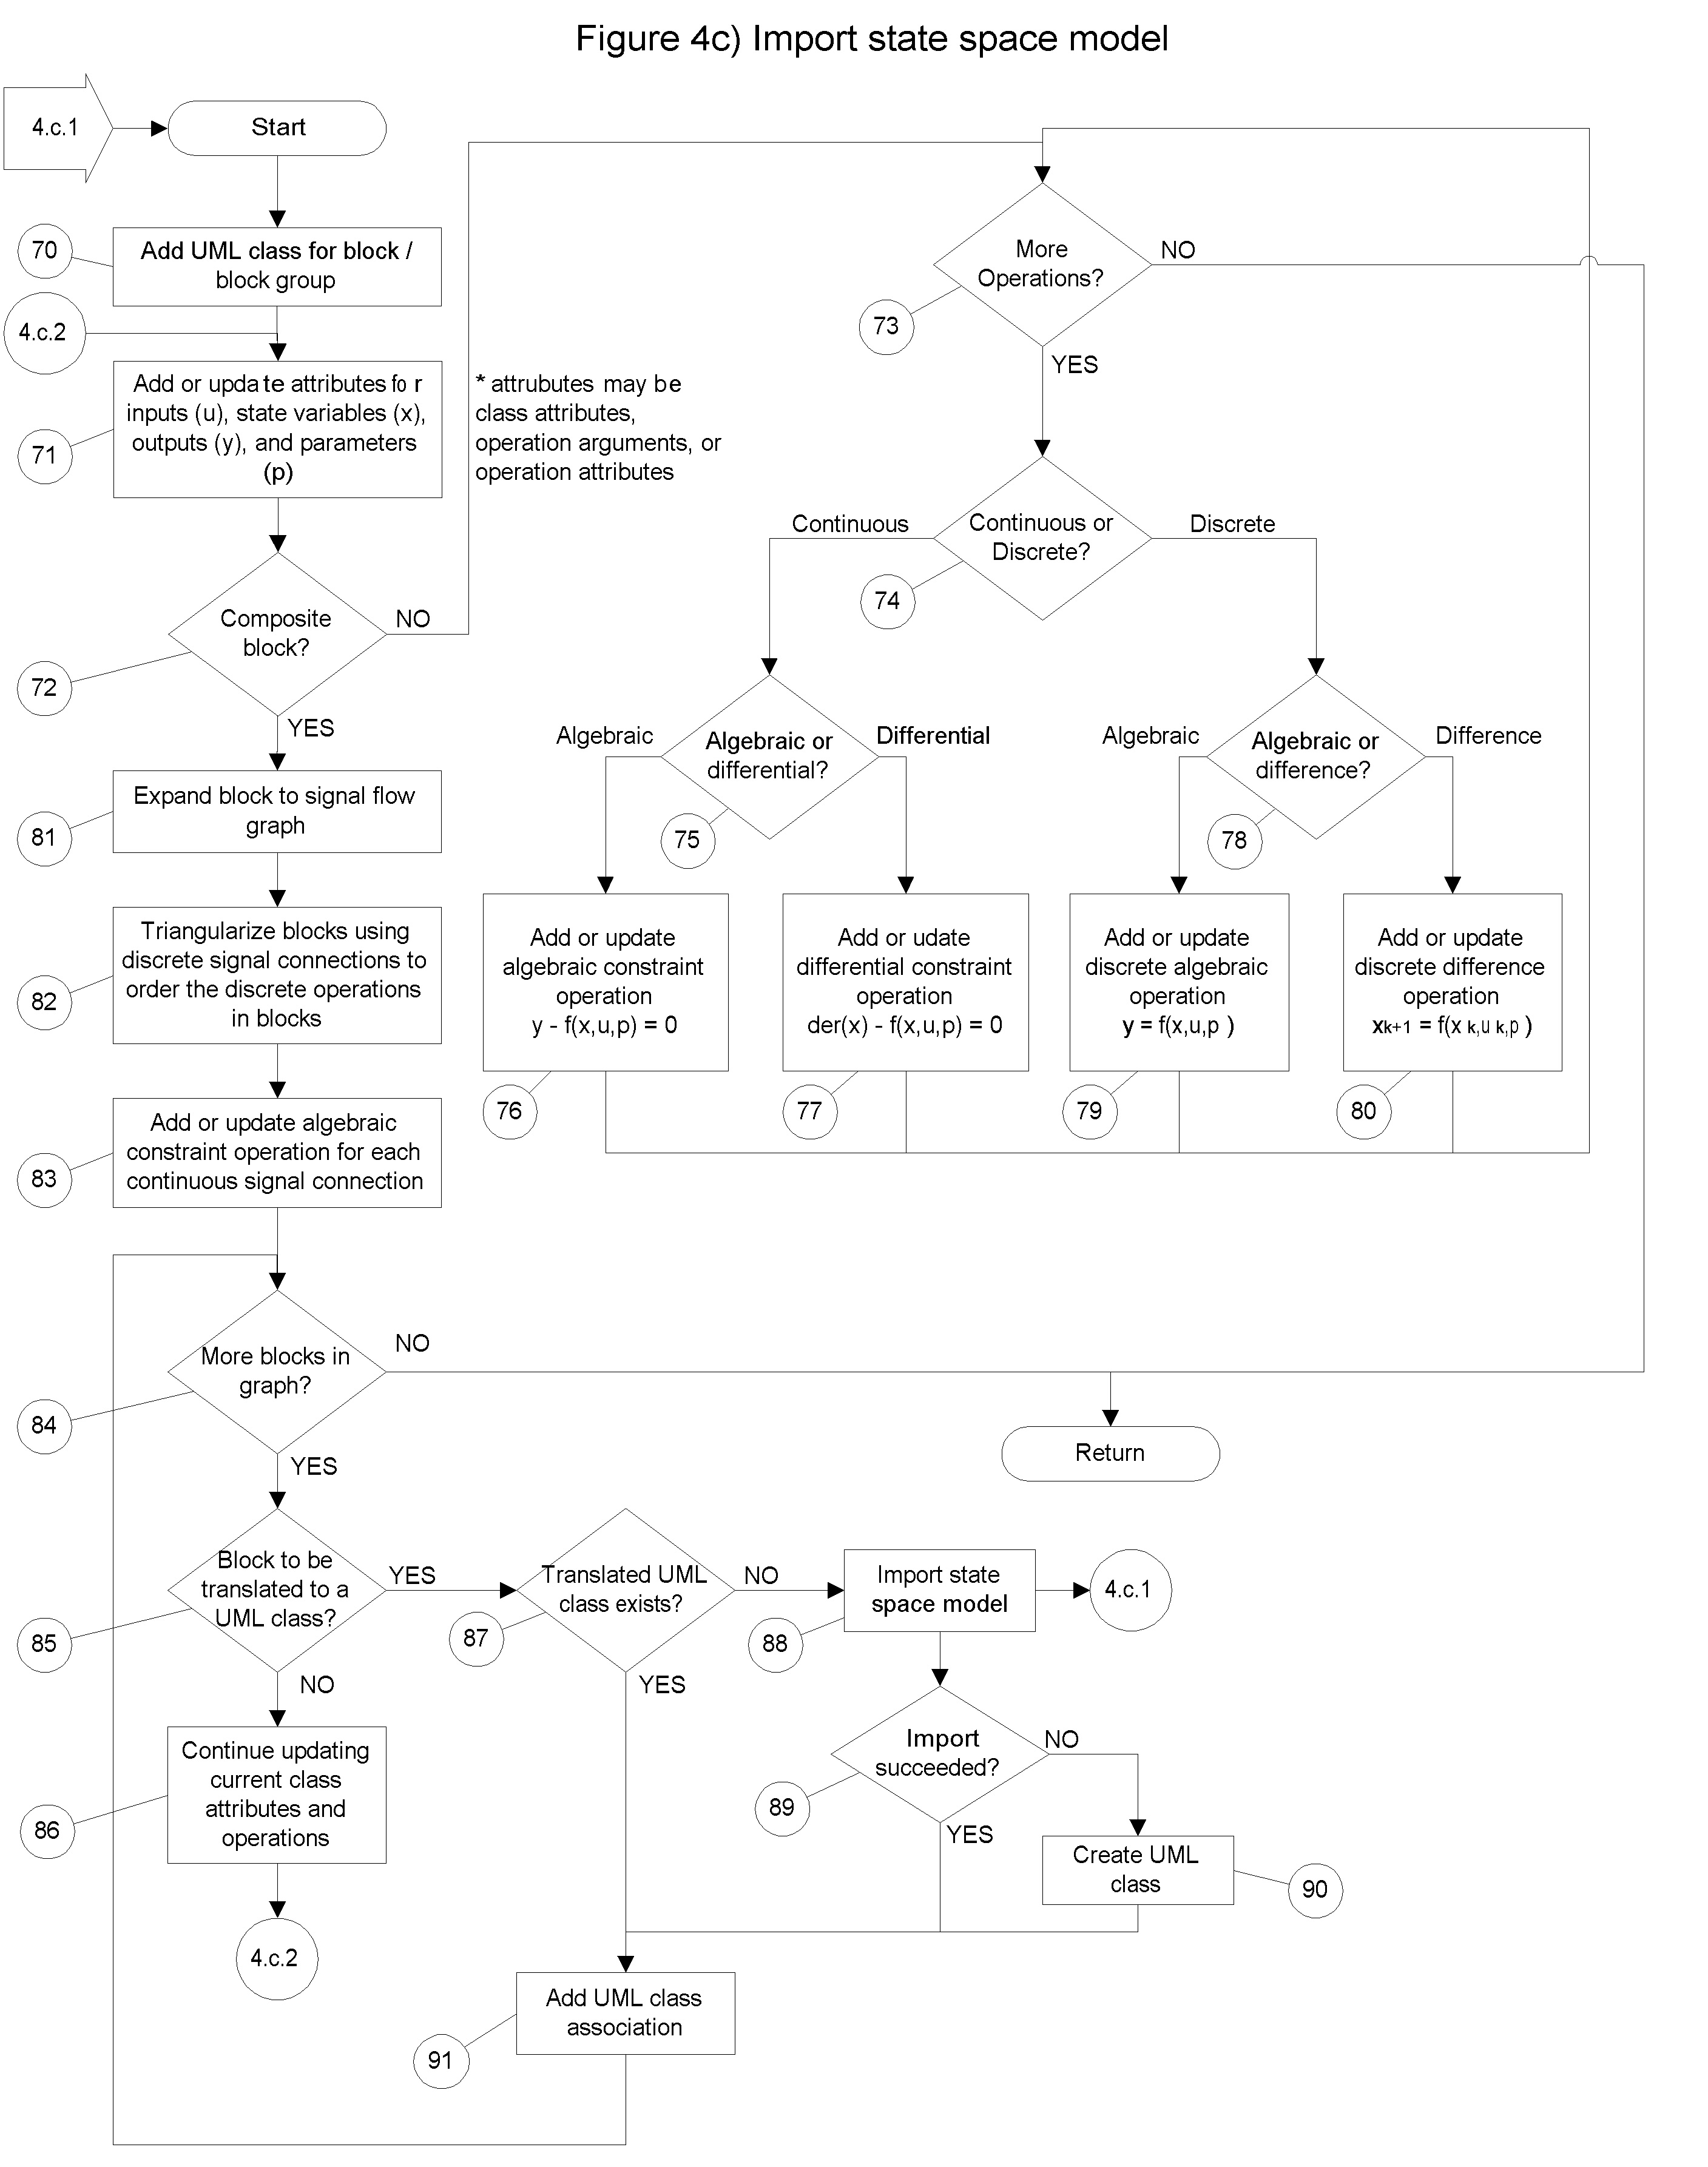 Figure 4c) Import state space model
4.c.1
Start
70
Add UML class for block /
block group
4.c.2
71
Add or update attributes for
inputs (u), state variables (x),
outputs (y), and parameters
(p)
* attrubutes may be
class attributes,
operation arguments, or
operation attributes
72
Composite
block?
NO
YES
81
Expand block to signal flow
graph
82
Triangularize blocks using
discrete signal connections to
order the discrete operations
in blocks
83
Add or update algebraic
constraint operation for each
continuous signal connection
More
Operations?
NO
73
YES
Continuous
Continuous or
Discrete?
Discrete
74
Algebraic
Algebraic or
differential?
Differential
75
Algebraic
Algebraic or
difference?
Difference
78
Add or update
algebraic constraint
operation
y - f(x,u,p) = 0
76
Add or udate
differential constraint
operation
der(x) - f(x,u,p) = 0
77
Add or update
discrete algebraic
operation
y = f(x,u,p )
79
Add or update
discrete difference
operation
xk+1 = f(x k,u k,p )
80
84
More blocks in
graph?
NO
YES
Return
85
Block to be
translated to a
UML class?
YES
NO
86
Continue updating
current class
attributes and
operations
4.c.2
87
Translated UML
class exists?
NO
YES
88
Import state
space model
4.c.1
89
Import
succeeded?
NO
YES
Create UML
class
90
91
Add UML class
association